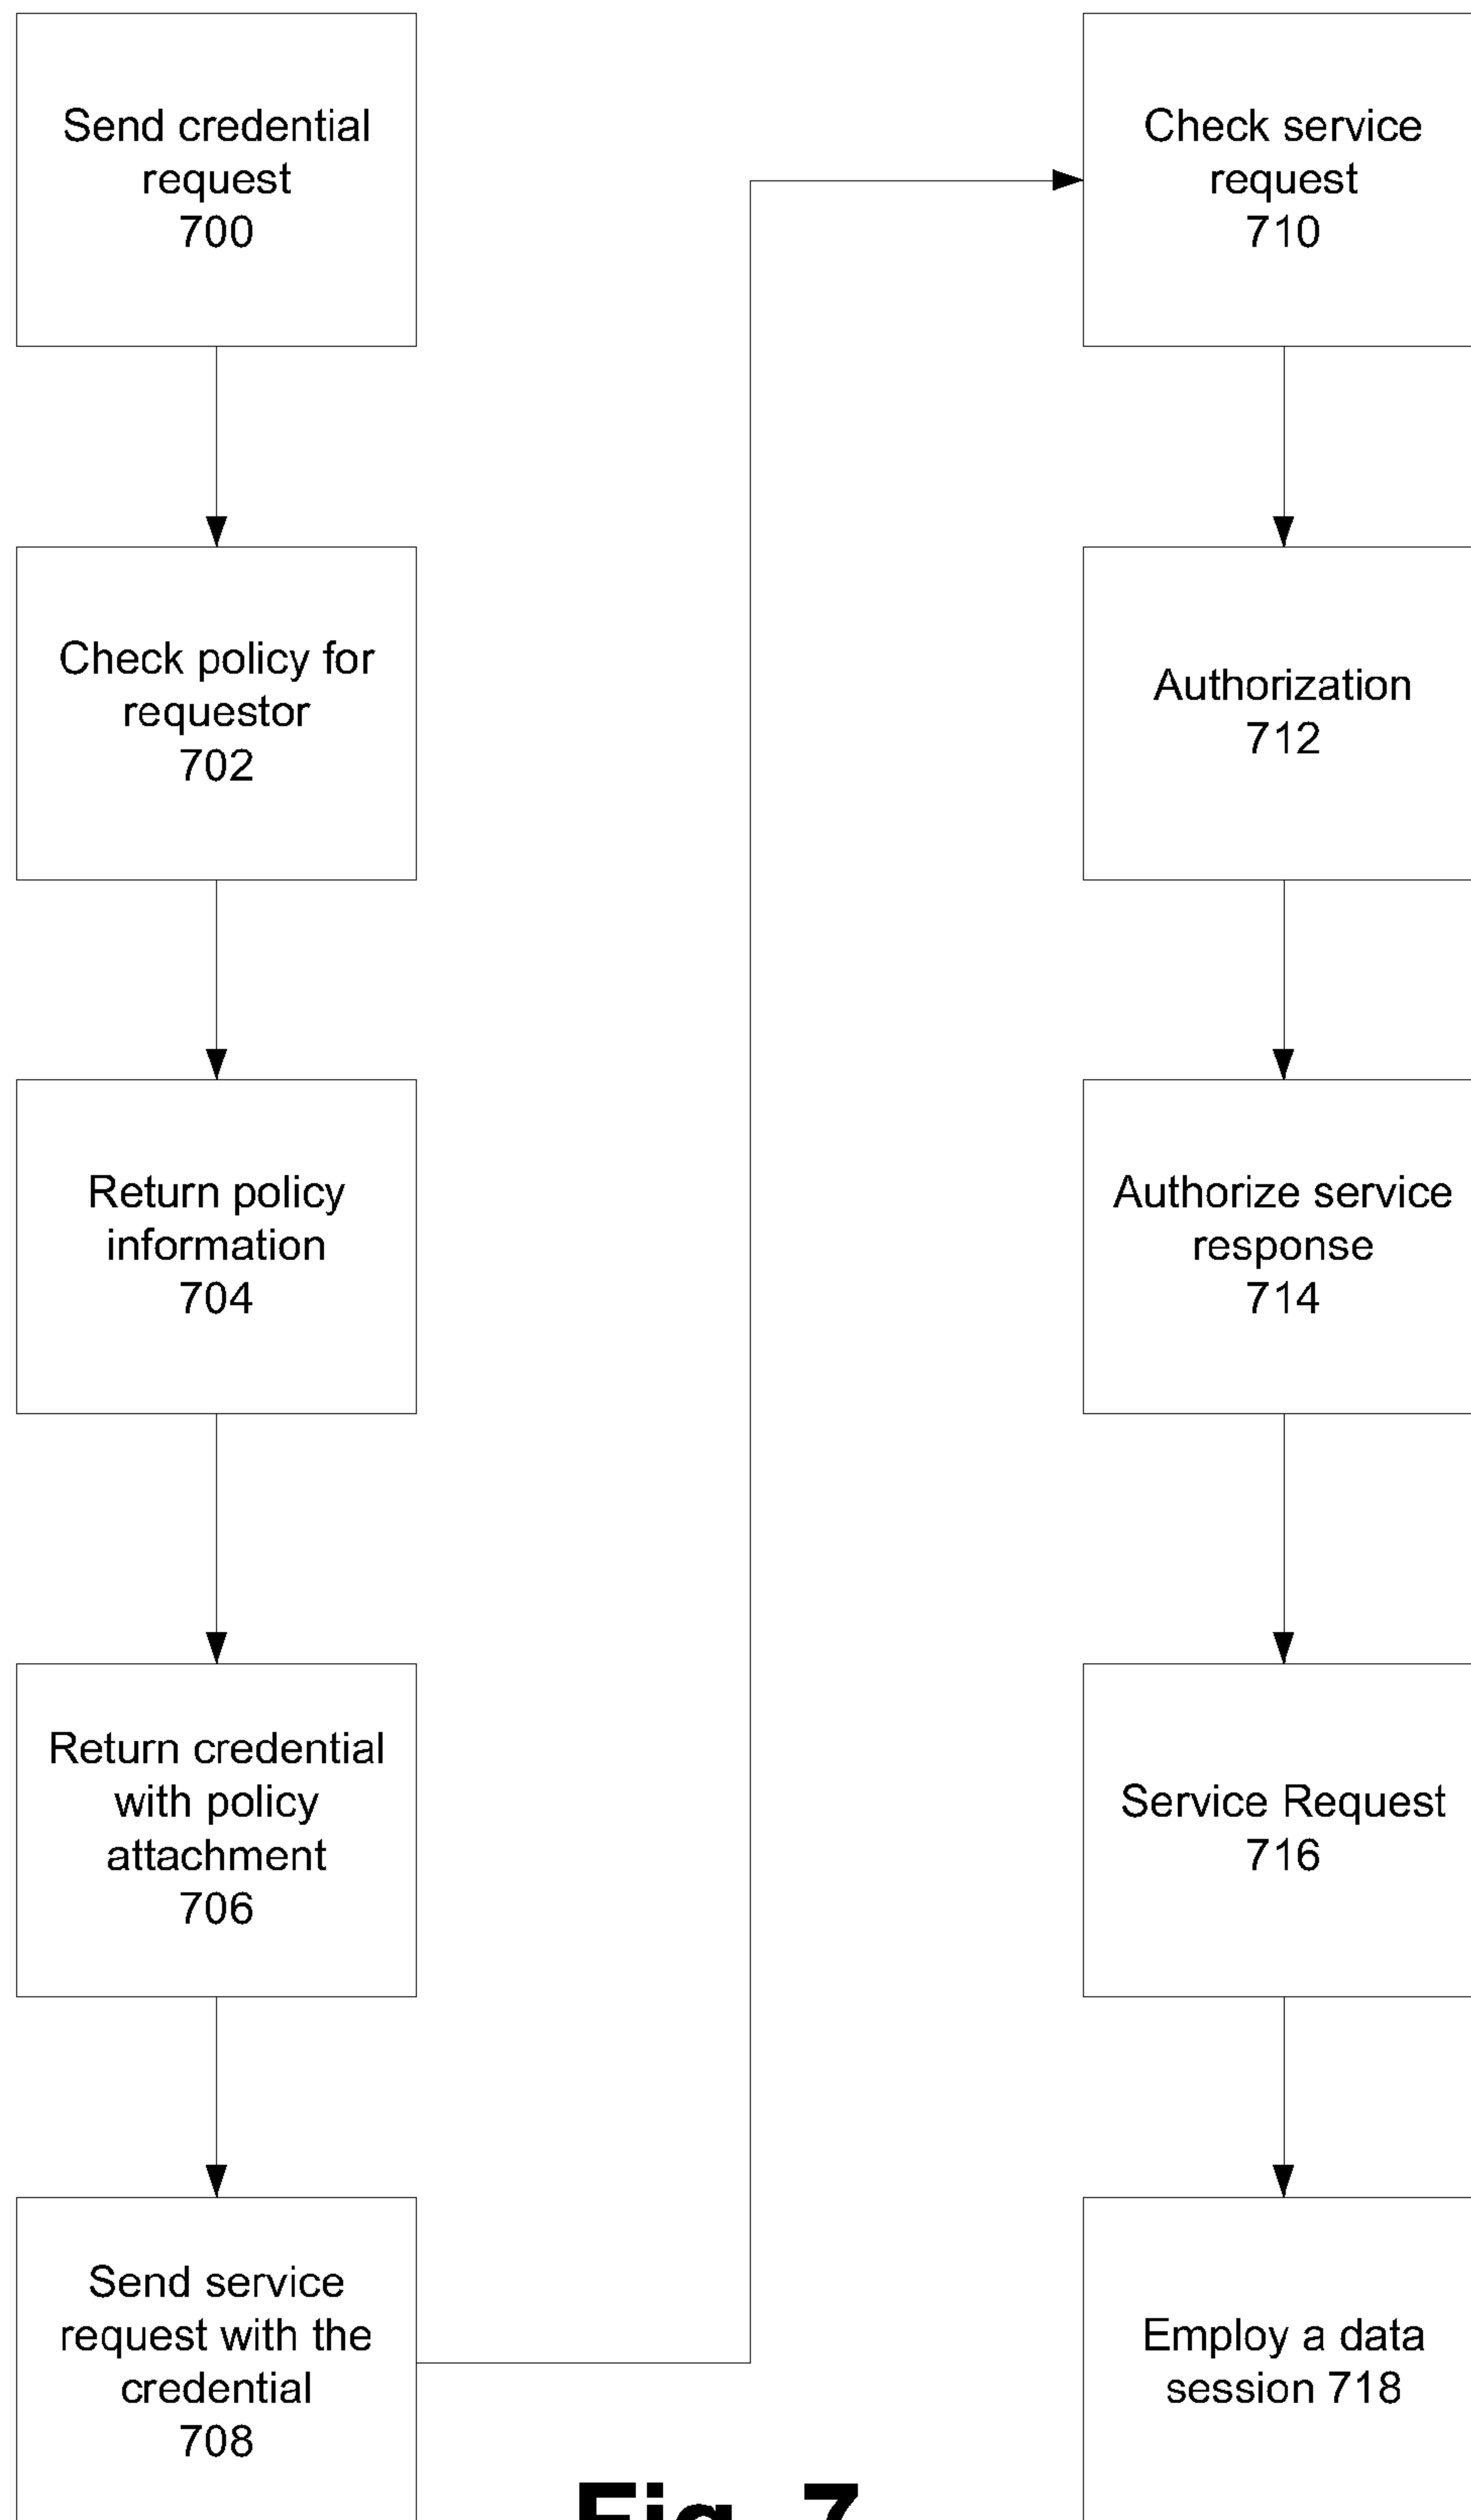 Send credential
request
700
Check policy for
requestor
702
Return policy
information
704
Return credential
with policy
attachment
706
Send service
request with the
credential
708
Check service
request
710
Authorization
712
Authorize service
response
714
Service Request
716
Employ a data
session 718
Fig. 7